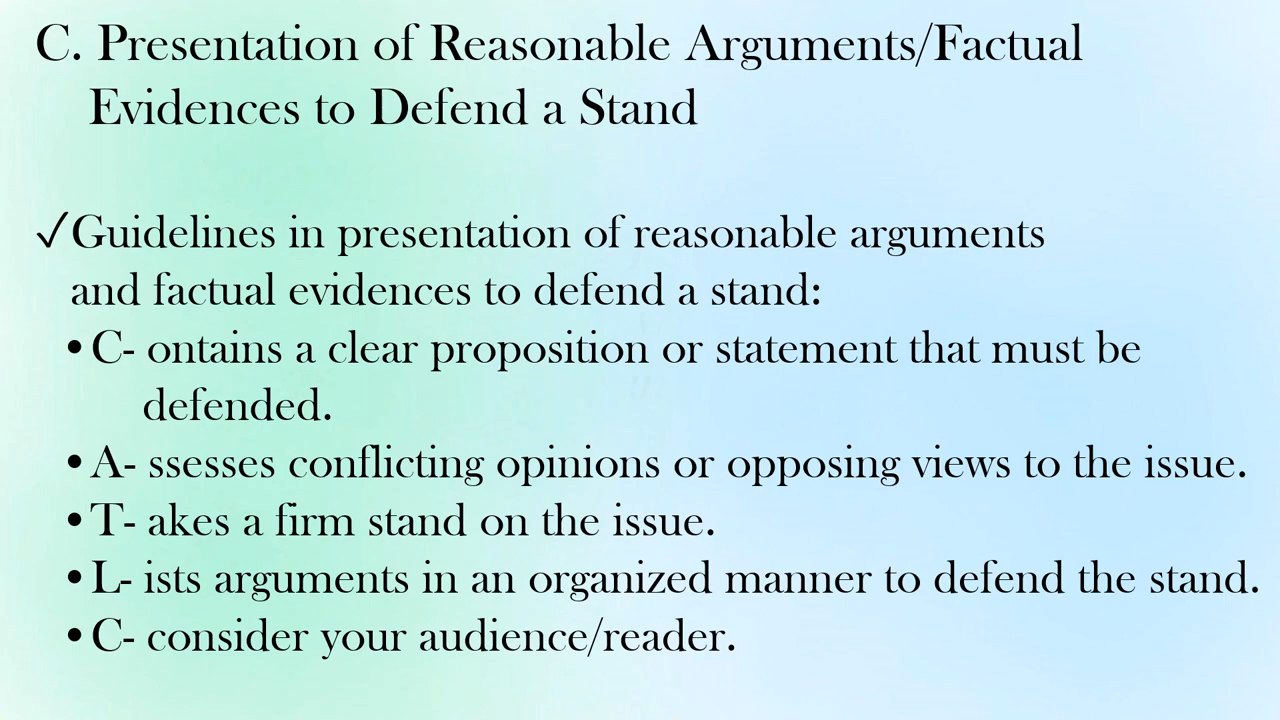 C. Presentation of Reasonable Arguments/Factual
Evidences to Defend a Stand
✓Guidelines in presentation of reasonable arguments
and factual evidences to defend a stand:
• C- ontains a clear proposition or statement that must be
defended.
• A- ssesses conflicting opinions or opposing views to the issue.
• T- akes a firm stand on the issue.
• L- ists arguments in an organized manner to defend the stand.
• C- consider your audience/reader.